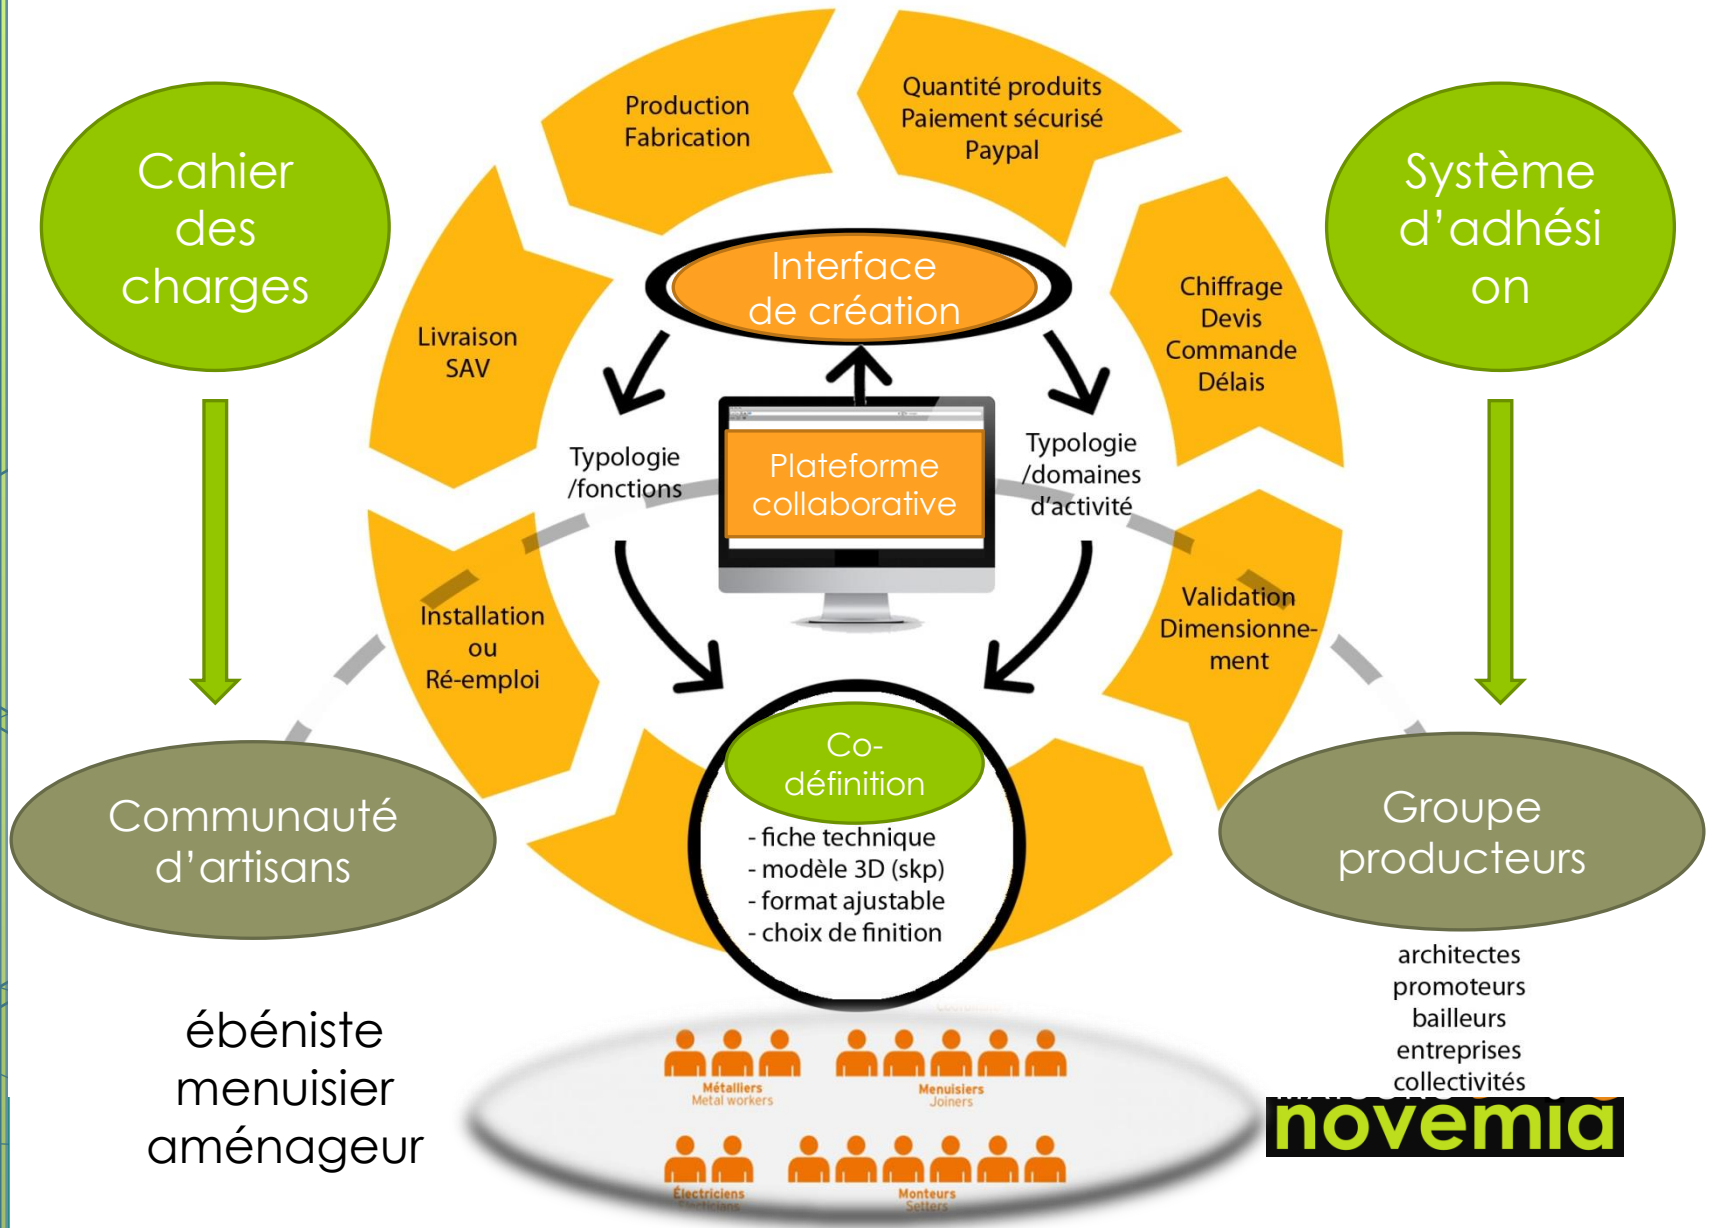 Cahier
des
charges
Production
Fabrication
Quantité produits
Paiement sécurisé
Paypal
Système
d'adhési
on
Interface
de création
Livraison
SAV
Chiffrage
Devis
Commande
Délais
Typologie
/fonctions
Plateforme
collaborative
Typologie
/domaines
d'activité
Installation
ou
Ré-emploi
Validation
Dimensionne-
ment
Co-
définition
- fiche technique
- modèle 3D (skp)
- format ajustable
- choix de finition
Communauté
d'artisans
Groupe
producteurs
architectes
promoteurs
bailleurs
entreprises
collectivités
ébéniste
menuisier
aménageur
Métalliers
Metal workers
Menuisiers
Joiners
novemia
Électriciens
Electicians
Monteurs
Setters